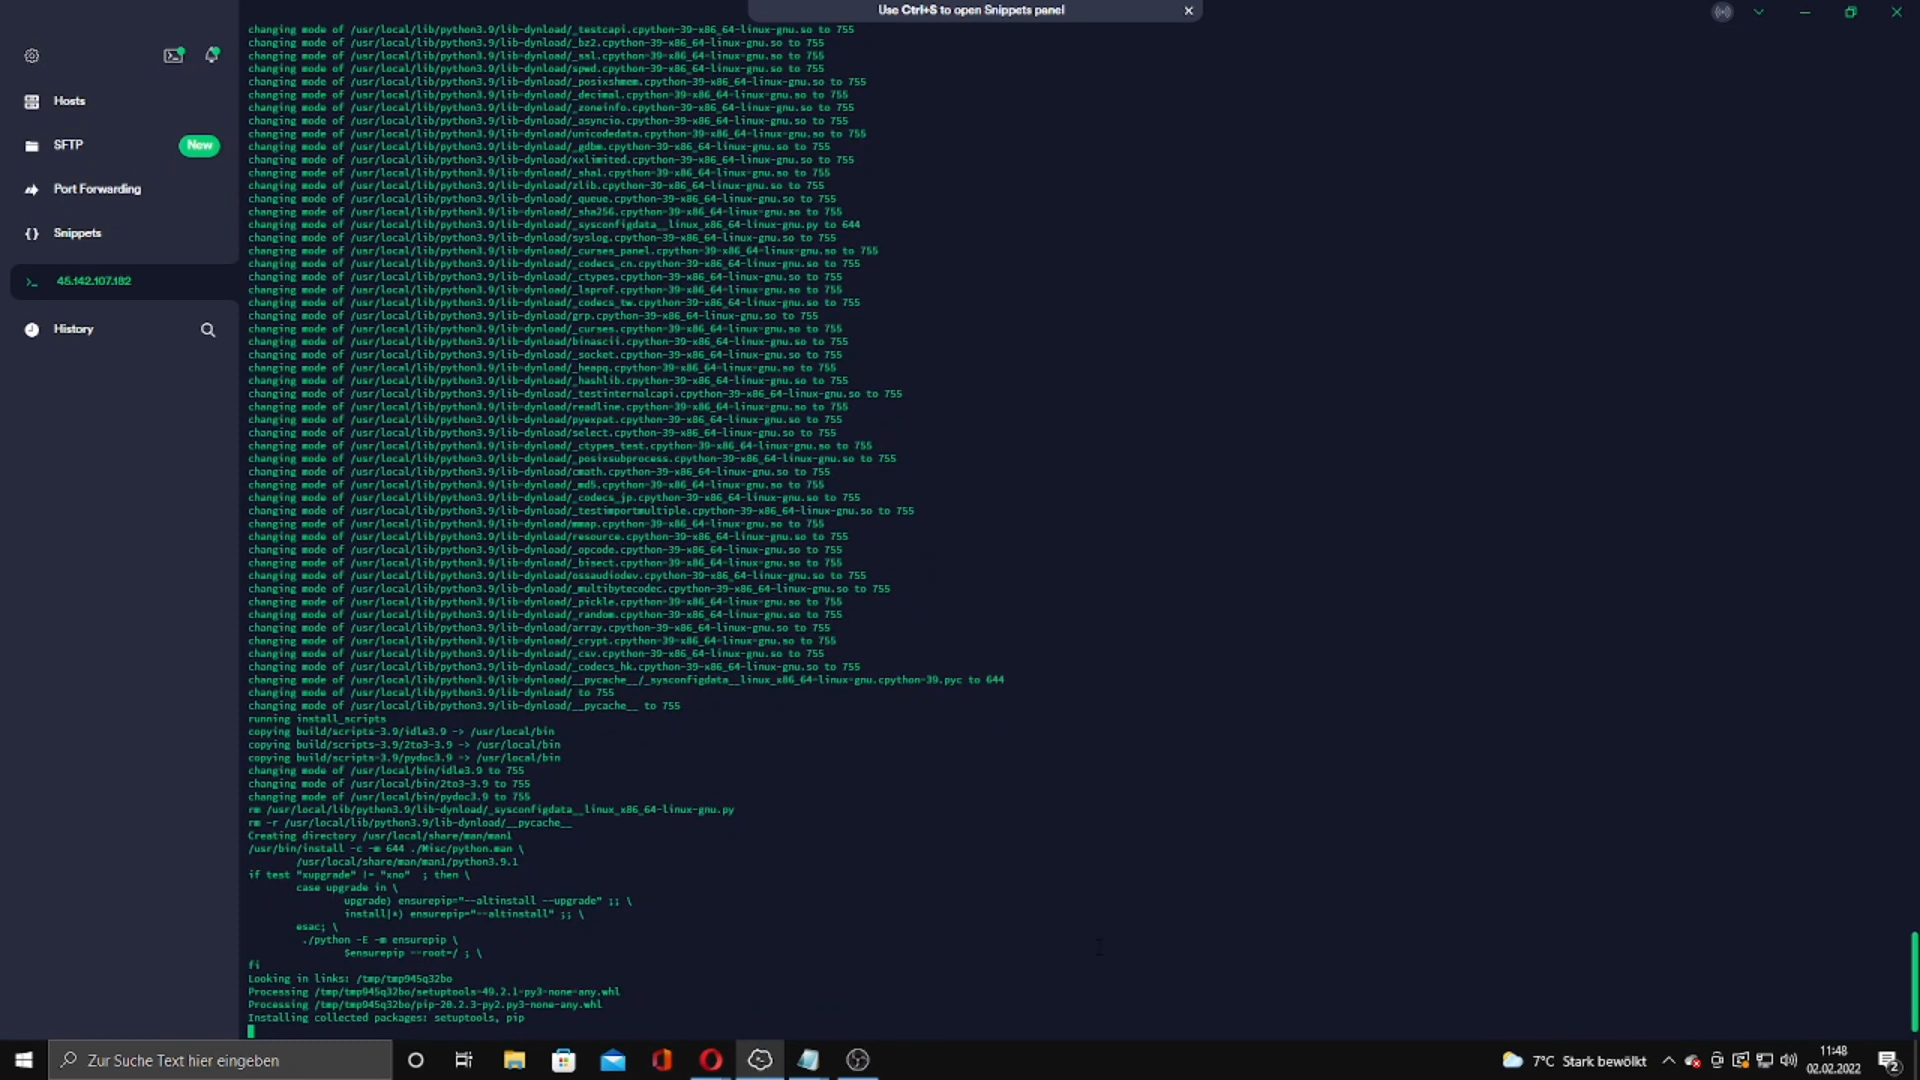 Use Ctrl+S to open Snippets panel
Hosts
SFTP
New
Port Forwarding
Snippets
45.142.107.182
History
changing mode of /usr/local/lib/python3.9/lib-dynload/_testcapi.cpython-39-x86_64-linux-gnu.so to 755
changing mode of /usr/local/lib/python3.9/lib-dynload/_bz2.cpython-39-x86_64-linux-gnu.so to 755
changing mode of /usr/local/lib/python3.9/lib-dynload/_ssl.cpython-39-x86_64-linux-gnu.so to 755
changing mode of /usr/local/lib/python3.9/lib-dynload/spwd.cpython-39-x86_64-linux-gnu.so to 755
changing mode of /usr/local/lib/python3.9/lib-dynload/_posixshmem.cpython-39-x86_64-linux-gnu.so to 755
changing mode of /usr/local/lib/python3.9/lib-dynload/_decimal.cpython-39-x86_64-linux-gnu.so to 755
changing mode of /usr/local/lib/python3.9/lib-dynload/_zoneinfo.cpython-39-x86_64-linux-gnu.so to 755
changing mode of /usr/local/lib/python3.9/lib-dynload/_asyncio.cpython-39-x86_64-linux-gnu.so to 755
changing mode of /usr/local/lib/python3.9/lib-dynload/unicodedata.cpython-39-x86_64-linux-gnu.so to 755
changing mode of /usr/local/lib/python3.9/lib-dynload/_gdbm.cpython-39-x86_64-linux-gnu.so to 755
changing mode of /usr/local/lib/python3.9/lib-dynload/xxlimited.cpython-39-x86_64-linux-gnu.so to 755
changing mode of /usr/local/lib/python3.9/lib-dynload/_sha1.cpython-39-x86_64-linux-gnu.so to 755
changing mode of /usr/local/lib/python3.9/lib-dynload/zlib.cpython-39-x86_64-linux-gnu.so to 755
changing mode of /usr/local/lib/python3.9/lib-dynload/_queue.cpython-39-x86_64-linux-gnu.so to 755
changing mode of /usr/local/lib/python3.9/lib-dynload/_sha256.cpython-39-x86_64-linux-gnu.so to 755
changing mode of /usr/local/lib/python3.9/lib-dynload/_sysconfigdata__linux_x86_64-linux-gnu.py to 644
changing mode of /usr/local/lib/python3.9/lib-dynload/syslog.cpython-39-x86_64-linux-gnu.so to 755
changing mode of /usr/local/lib/python3.9/lib-dynload/_curses_panel.cpython-39-x86_64-linux-gnu.so to 755
changing mode of /usr/local/lib/python3.9/lib-dynload/_codecs_cn.cpython-39-x86_64-linux-gnu.so to 755
changing mode of /usr/local/lib/python3.9/lib-dynload/_ctypes.cpython-39-x86_64-linux-gnu.so to 755
changing mode of /usr/local/lib/python3.9/lib-dynload/_lsprof.cpython-39-x86_64-linux-gnu.so to 755
changing mode of /usr/local/lib/python3.9/lib-dynload/_codecs_tw.cpython-39-x86_64-linux-gnu.so to 755
changing mode of /usr/local/lib/python3.9/lib-dynload/grp.cpython-39-x86_64-linux-gnu.so to 755
changing mode of /usr/local/lib/python3.9/lib-dynload/_curses.cpython-39-x86_64-linux-gnu.so to 755
changing mode of /usr/local/lib/python3.9/lib-dynload/binascii.cpython-39-x86_64-linux-gnu.so to 755
changing mode of /usr/local/lib/python3.9/lib-dynload/_socket.cpython-39-x86_64-linux-gnu.so to 755
changing mode of /usr/local/lib/python3.9/lib-dynload/_heapq.cpython-39-x86_64-linux-gnu.so to 755
changing mode of /usr/local/lib/python3.9/lib-dynload/_hashlib.cpython-39-x86_64-linux-gnu.so to 755
changing mode of /usr/local/lib/python3.9/lib-dynload/_testinternalcapi.cpython-39-x86_64-linux-gnu.so to 755
changing mode of /usr/local/lib/python3.9/lib-dynload/readline.cpython-39-x86_64-linux-gnu.so to 755
changing mode of /usr/local/lib/python3.9/lib-dynload/pyexpat.cpython-39-x86_64-linux-gnu.so to 755
changing mode of /usr/local/lib/python3.9/lib-dynload/select.cpython-39-x86_64-linux-gnu.so to 755
changing mode of /usr/local/lib/python3.9/lib-dynload/_ctypes_test.cpython-39-x86_64-linux-gnu.so to 755
changing mode of /usr/local/lib/python3.9/lib-dynload/_posixsubprocess.cpython-39-x86_64-linux-gnu.so to 755
changing mode of /usr/local/lib/python3.9/lib-dynload/cmath.cpython-39-x86_64-linux-gnu.so to 755
changing mode of /usr/local/lib/python3.9/lib-dynload/_md5.cpython-39-x86_64-linux-gnu.so to 755
changing mode of /usr/local/lib/python3.9/lib-dynload/_codecs_jp.cpython-39-x86_64-linux-gnu.so to 755
changing mode of /usr/local/lib/python3.9/lib-dynload/_testimportmultiple.cpython-39-x86_64-linux-gnu.so to 755
changing mode of /usr/local/lib/python3.9/lib-dynload/mmap.cpython-39-x86_64-linux-gnu.so to 755
changing mode of /usr/local/lib/python3.9/lib-dynload/resource.cpython-39-x86_64-linux-gnu.so to 755
changing mode of /usr/local/lib/python3.9/lib-dynload/_opcode.cpython-39-x86_64-linux-gnu.so to 755
changing mode of /usr/local/lib/python3.9/lib-dynload/_bisect.cpython-39-x86_64-linux-gnu.so to 755
changing mode of /usr/local/lib/python3.9/lib-dynload/ossaudiodev.cpython-39-x86_64-linux-gnu.so to 755
changing mode of /usr/local/lib/python3.9/lib-dynload/_multibytecodec.cpython-39-x86_64-linux-gnu.so to 755
changing mode of /usr/local/lib/python3.9/lib-dynload/_pickle.cpython-39-x86_64-linux-gnu.so to 755
changing mode of /usr/local/lib/python3.9/lib-dynload/_random.cpython-39-x86_64-linux-gnu.so to 755
changing mode of /usr/local/lib/python3.9/lib-dynload/array.cpython-39-x86_64-linux-gnu.so to 755
changing mode of /usr/local/lib/python3.9/lib-dynload/_crypt.cpython-39-x86_64-linux-gnu.so to 755
changing mode of /usr/local/lib/python3.9/lib-dynload/_csv.cpython-39-x86_64-linux-gnu.so to 755
changing mode of /usr/local/lib/python3.9/lib-dynload/_codecs_hk.cpython-39-x86_64-linux-gnu.so to 755
changing mode of /usr/local/lib/python3.9/lib-dynload/__pycache__/_sysconfigdata__linux_x86_64-linux-gnu.cpython-39.pyc to 644
changing mode of /usr/local/lib/python3.9/lib-dynload/ to 755
changing mode of /usr/local/lib/python3.9/lib-dynload/__pycache__ to 755
running install_scripts
copying build/scripts-3.9/idle3.9 -> /usr/local/bin
copying build/scripts-3.9/2to3-3.9 -> /usr/local/bin
copying build/scripts-3.9/pydoc3.9 -> /usr/local/bin
changing mode of /usr/local/bin/idle3.9 to 755
changing mode of /usr/local/bin/2to3-3.9 to 755
changing mode of /usr/local/bin/pydoc3.9 to 755
rm /usr/local/lib/python3.9/lib-dynload/_sysconfigdata__linux_x86_64-linux-gnu.py
rm -r /usr/local/lib/python3.9/lib-dynload/__pycache__
Creating directory /usr/local/share/man/man1
/usr/bin/install -c -m 644 ./Misc/python.man \
/usr/local/share/man/man1/python3.9.1
if test "xupgrade" != "xno" ; then \
case upgrade in \
upgrade) ensurepip="--altinstall --upgrade" ;; \
install|*) ensurepip="--altinstall" ;; \
esac; \
./python -E -m ensurepip \
$ensurepip --root=/ ; \
fi
Looking in links: /tmp/tmp945q32bo
Processing /tmp/tmp945q32bo/setuptools-49.2.1-py3-none-any.whl
Processing /tmp/tmp945q32bo/pip-20.2.3-py2.py3-none-any.whl
Installing collected packages: setuptools, pip
Zur Suche Text hier eingeben
7°C Stark bewölkt
11:48
02.02.2022
2